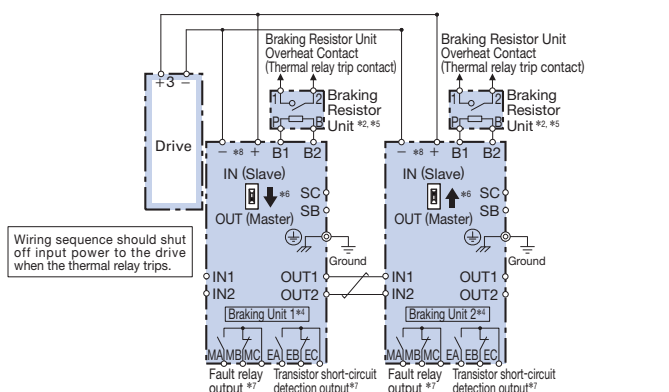 Braking Resistor Unit
Overheat Contact
(Thermal relay trip contact)
Braking Resistor Unit
Overheat Contact
(Thermal relay trip contact)
+3 −
1 2
Braking
Resistor
Unit *2, *5
P B
1 2
Braking
Resistor
Unit *2, *5
P B
Drive
− *8 + B1 B2
IN (Slave)
*6
OUT (Master)
SC
SB
Ground
− *8 + B1 B2
IN (Slave)
*6
OUT (Master)
SC
SB
Ground
Wiring sequence should shut
off input power to the drive
when the thermal relay trips.
IN1 OUT1
IN2 OUT2
Braking Unit 1*4
MA MB MC EA EB EC
IN1 OUT1
IN2 OUT2
Braking Unit 2*4
MA MB MC EA EB EC
Fault relay
output *7
Transistor short-circuit
detection output*7
Fault relay
output *7
Transistor short-circuit
detection output*7